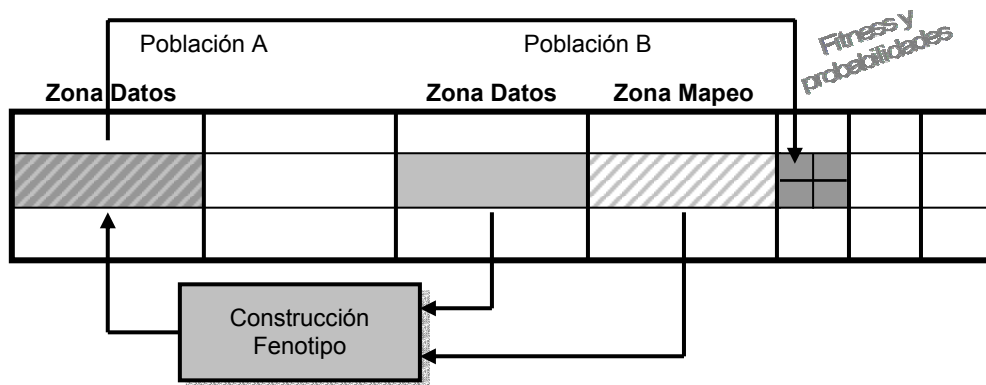 Población A
Población B
Fitness y
probabilidades
Zona Datos
Zona Datos
Zona Mapeo
Construcción
Fenotipo